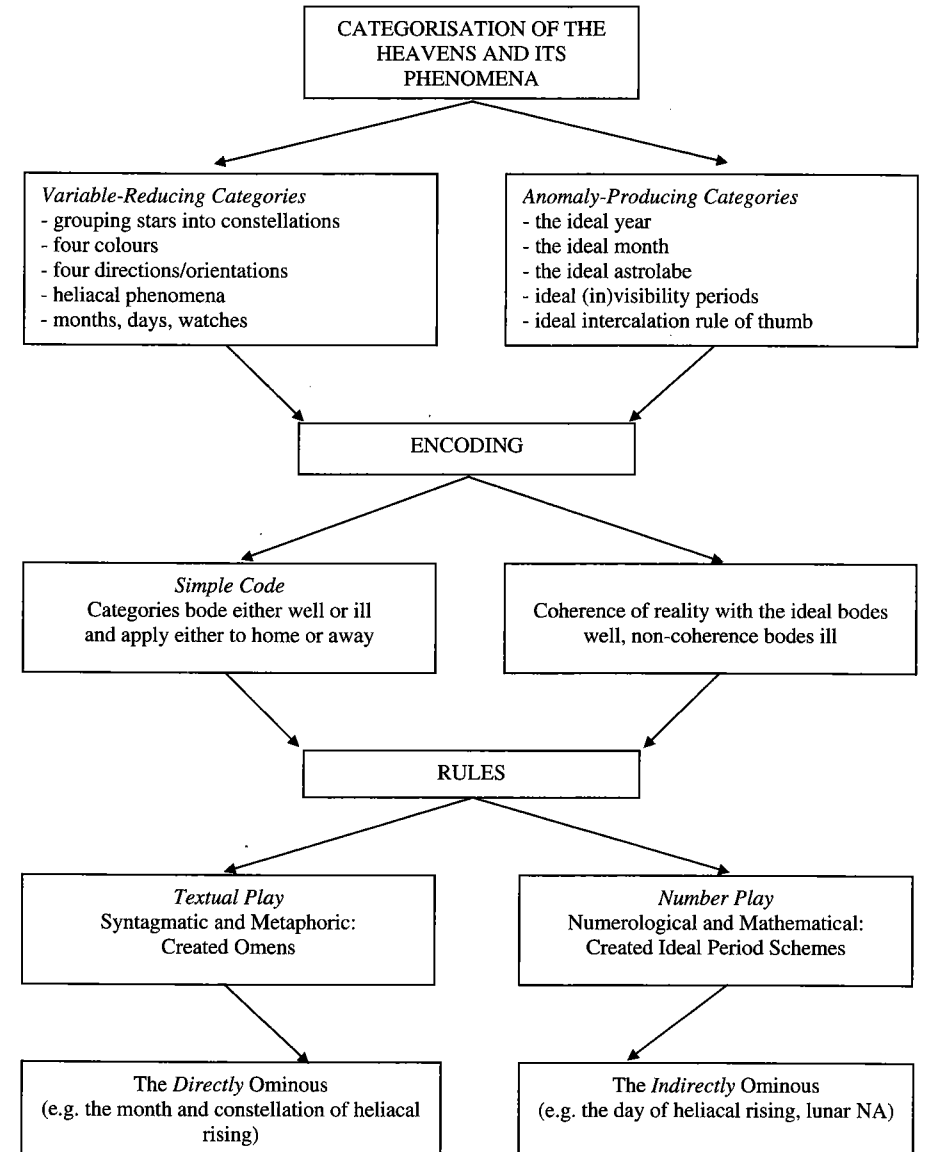 CATEGORISATION OF THE
HEAVENS AND ITS
PHENOMENA
Variable-Reducing Categories
- grouping stars into constellations
- four colours
- four directions/orientations
- heliacal phenomena
- months, days, watches
Anomaly-Producing Categories
- the ideal year
- the ideal month
- the ideal astrolabe
- ideal (in)visibility periods
- ideal intercalation rule of thumb
ENCODING
Simple Code
Categories bode either well or ill
and apply either to home or away
Coherence of reality with the ideal bodes
well, non-coherence bodes ill
RULES
Textual Play
Syntagmatic and Metaphoric:
Created Omens
Number Play
Numerological and Mathematical:
Created Ideal Period Schemes
The Directly Ominous
(e.g. the month and constellation of heliacal
rising)
The Indirectly Ominous
(e.g. the day of heliacal rising, lunar NA)